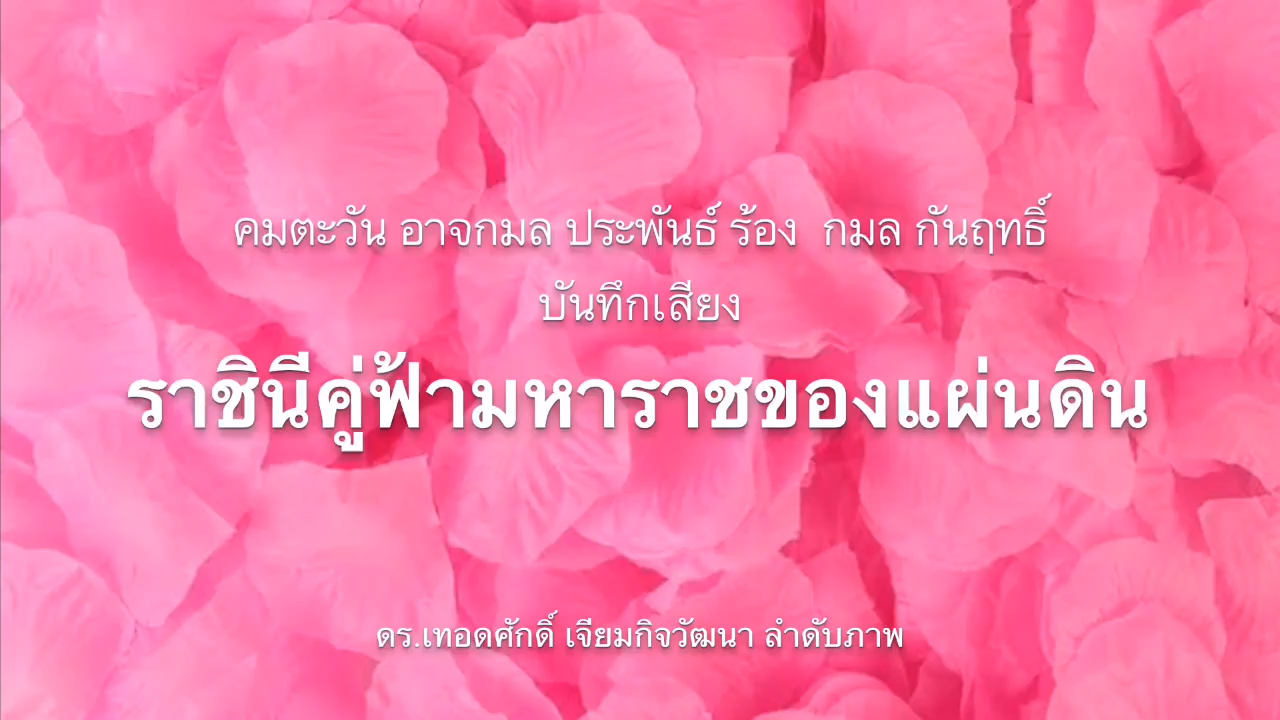 คมตะวัน อาจกมล ประพันธ์ ร้อง  กมล กันฤทธิ์
บันทึกเสียง
ราชินีคู่ฟ้ามหาราชของแผ่นดิน
ดร.เทอดศักดิ์ เจียมกิจวัฒนา ลำดับภาพ